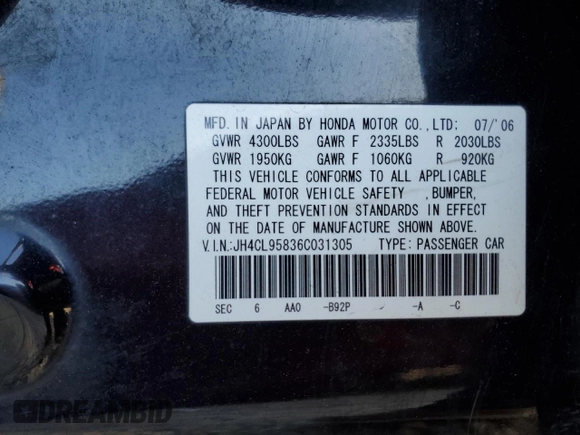 MFD. IN JAPAN BY HONDA MOTOR CO., LTD: 07/'06
GVWR 4300LBS GAWR F 2335LBS R 2030LBS
GVWR 1950KG GAWR F 1060KG R 920KG
THIS VEHICLE CONFORMS TO ALL APPLICABLE
FEDERAL MOTOR VEHICLE SAFETY , BUMPER,
AND THEFT PREVENTION STANDARDS IN EFFECT
ON THE DATE OF MANUFACTURE SHOWN ABOVE.
V.I.N:JH4CL95836C031305 TYPE: PASSENGER CAR
SEC 6 AAO -B92P - -A -C
DREAMBID